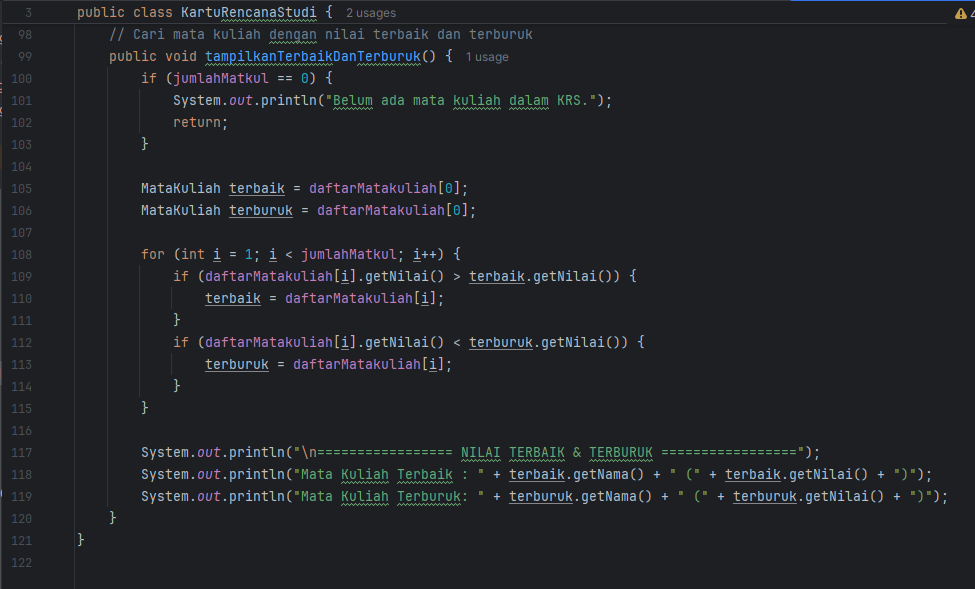 3 public class KartuRencanaStudi { 2 usages
98 // Cari mata kuliah dengan nilai terbaik dan terburuk
99 public void tampilkanTerbaikDanTerburuk() { 1 usage
100 if (jumlahMatkul == 0) {
101 System.out.println("Belum ada mata kuliah dalam KRS.");
102 return;
103 }
104
105 MataKuliah terbaik = daftarMatakuliah[0];
106 MataKuliah terburuk = daftarMatakuliah[0];
107
108 for (int i = 1; i < jumlahMatkul; i++) {
109 if (daftarMatakuliah[i].getNilai() > terbaik.getNilai()) {
110 terbaik = daftarMatakuliah[i];
111 }
112 if (daftarMatakuliah[i].getNilai() < terburuk.getNilai()) {
113 terburuk = daftarMatakuliah[i];
114 }
115 }
116
117 System.out.println("\n================= NILAI TERBAIK & TERBURUK =================");
118 System.out.println("Mata Kuliah Terbaik : " + terbaik.getNama() + " (" + terbaik.getNilai() + ")");
119 System.out.println("Mata Kuliah Terburuk: " + terburuk.getNama() + " (" + terburuk.getNilai() + ")");
120 }
121 }
122